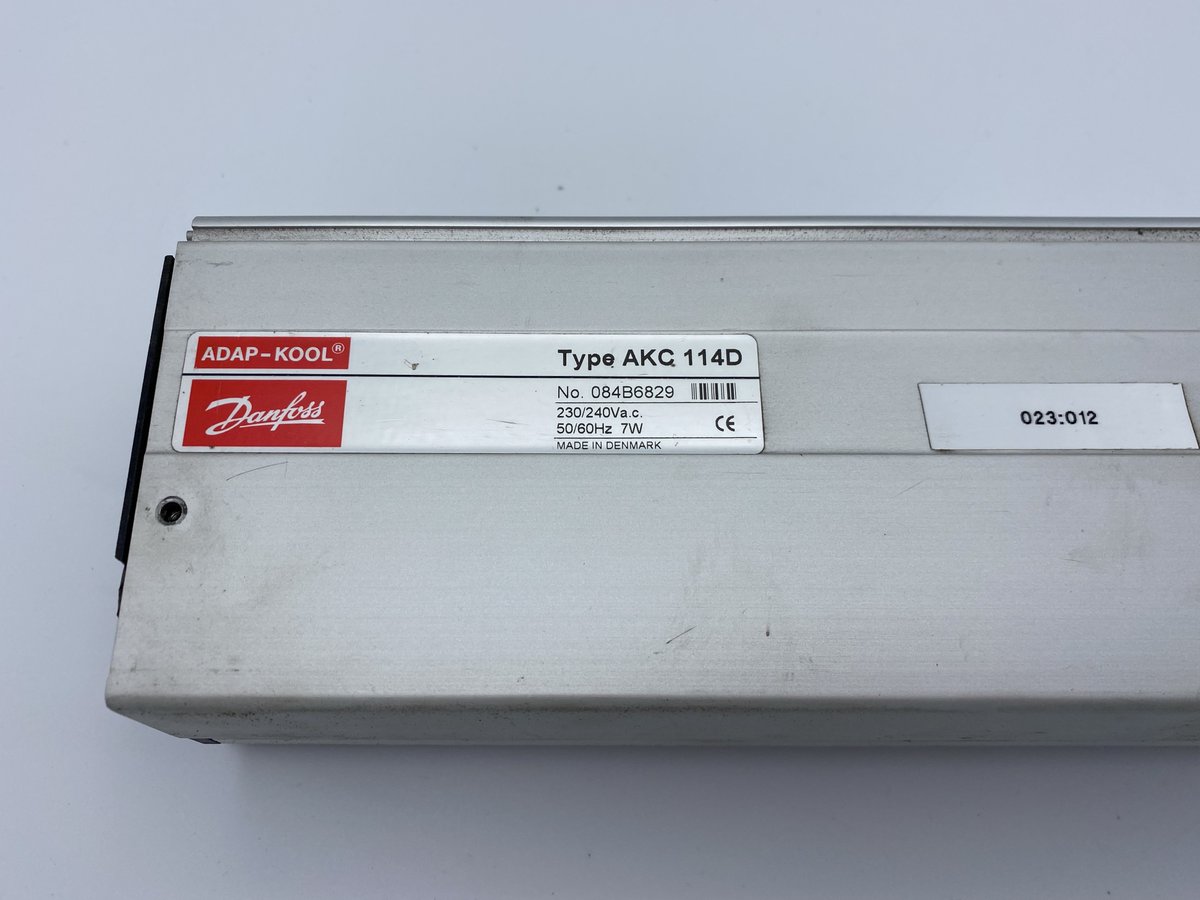 ADAP-KOOL®
Type AKC 114D
Danfoss
No. 084B6829
230/240Va.c.
50/60Hz 7W
CE
MADE IN DENMARK
023:012